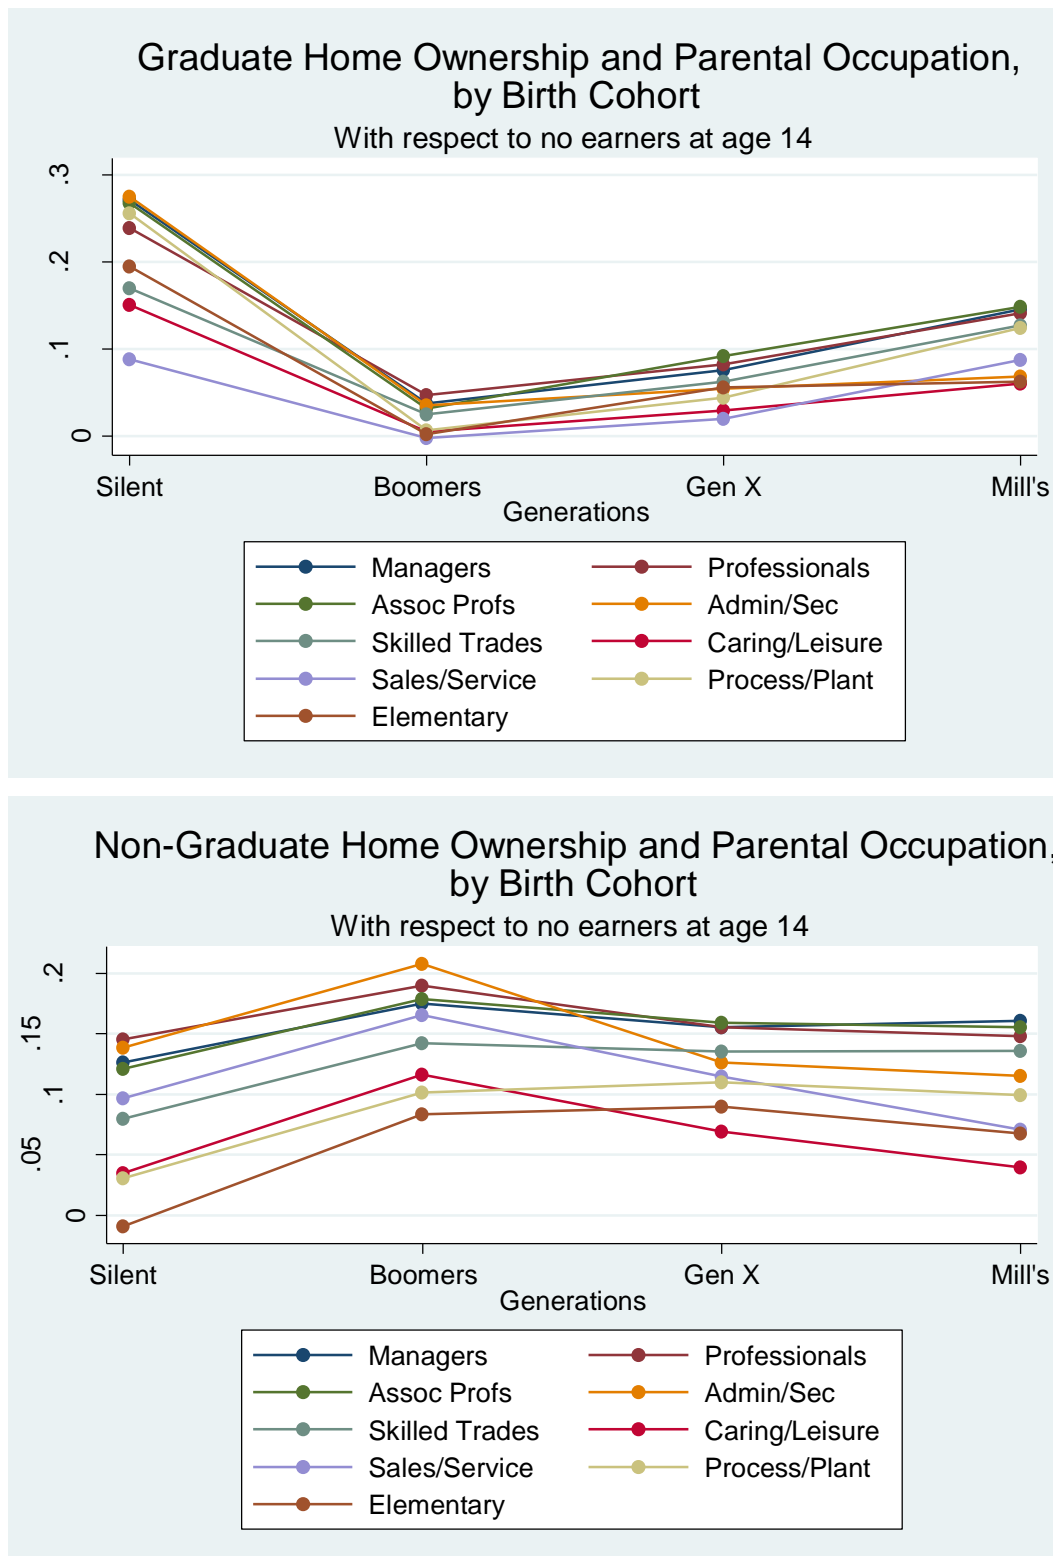 Graduate Home Ownership and Parental Occupation,
by Birth Cohort
With respect to no earners at age 14
.3
.2
.1
0
Silent Boomers Gen X Mill's
Generations
Managers Professionals
Assoc Profs Admin/Sec
Skilled Trades Caring/Leisure
Sales/Service Process/Plant
Elementary
Non-Graduate Home Ownership and Parental Occupation,
by Birth Cohort
With respect to no earners at age 14
.2
.15
.1
.05
0
Silent Boomers Gen X Mill's
Generations
Managers Professionals
Assoc Profs Admin/Sec
Skilled Trades Caring/Leisure
Sales/Service Process/Plant
Elementary